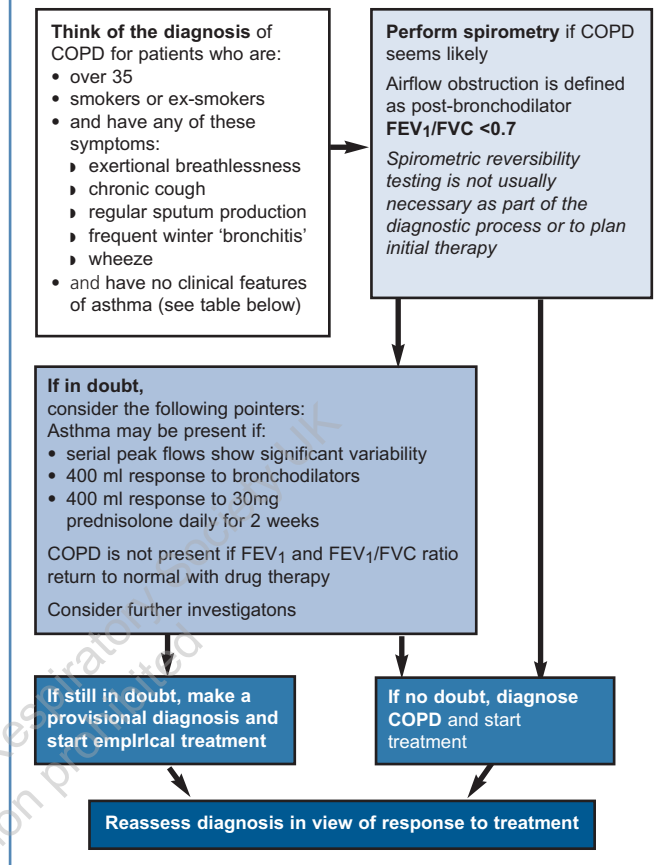 Think of the diagnosis of
COPD for patients who are:
• over 35
• smokers or ex-smokers
• and have any of these
symptoms:
◗ exertional breathlessness
◗ chronic cough
◗ regular sputum production
◗ frequent winter ‘bronchitis’
◗ wheeze
• and have no clinical features
of asthma (see table below)
Perform spirometry if COPD
seems likely
Airflow obstruction is defined
as post-bronchodilator
FEV1/FVC <0.7
Spirometric reversibility
testing is not usually
necessary as part of the
diagnostic process or to plan
initial therapy
If in doubt,
consider the following pointers:
Asthma may be present if:
• serial peak flows show significant variability
• 400 ml response to bronchodilators
• 400 ml response to 30mg
prednisolone daily for 2 weeks
COPD is not present if FEV1 and FEV1/FVC ratio
return to normal with drug therapy
Consider further investigatons
If still in doubt, make a
provisional diagnosis and
start empIrIcal treatment
If no doubt, diagnose
COPD and start
treatment
Reassess diagnosis in view of response to treatment
Respiratory Society UK
prohibited